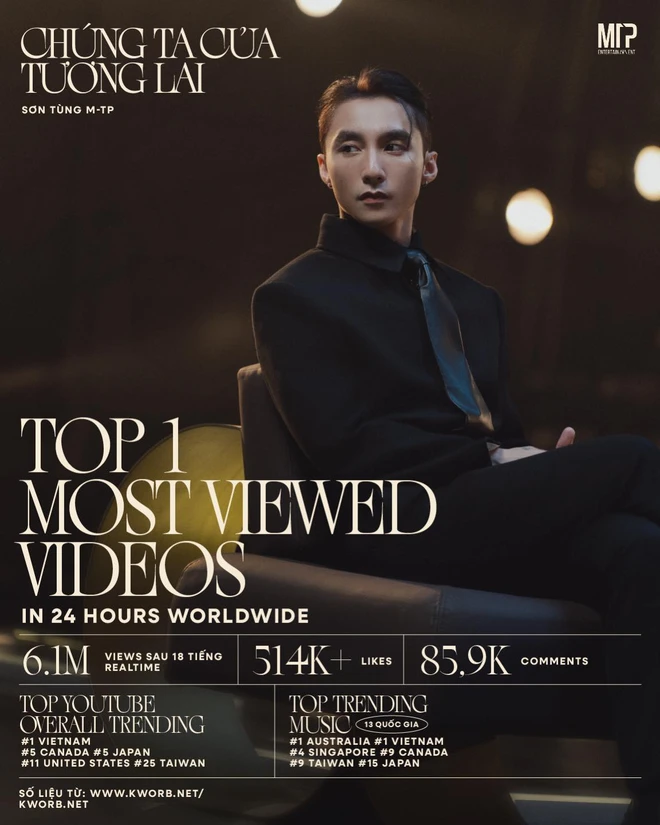 CHÚNG TA CỦA
TƯƠNG LAI
SƠN TÙNG M-TP
MTP
ENTERTAINMENT
TOP 1
MOST VIEWED
VIDEOS
IN 24 HOURS WORLDWIDE
6.1M VIEWS SAU 18 TIẾNG
REALTIME
514K+ LIKES
85,9K COMMENTS
TOP YOUTUBE
OVERALL TRENDING
#1 VIETNAM
#5 CANADA #5 JAPAN
#11 UNITED STATES #25 TAIWAN
TOP TRENDING
MUSIC 13 QUỐC GIA
#1 AUSTRALIA #1 VIETNAM
#4 SINGAPORE #9 CANADA
#9 TAIWAN #15 JAPAN
SỐ LIỆU TỪ: WWW.KWORB.NET/
KWORB.NET